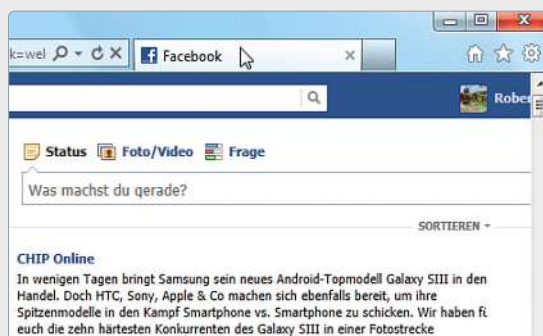 k=wel
Facebook
Rober
Status Foto/Video Frage
Was machst du gerade?
SORTIEREN
CHIP Online
In wenigen Tagen bringt Samsung sein neues Android-Topmodell Galaxy SIII in den
Handel. Doch HTC, Sony, Apple & Co machen sich ebenfalls bereit, um ihre
Spitzenmodelle in den Kampf Smartphone vs. Smartphone zu schicken. Wir haben
euch die zehn härtesten Konkurrenten des Galaxy SIII in einer Fotostrecke